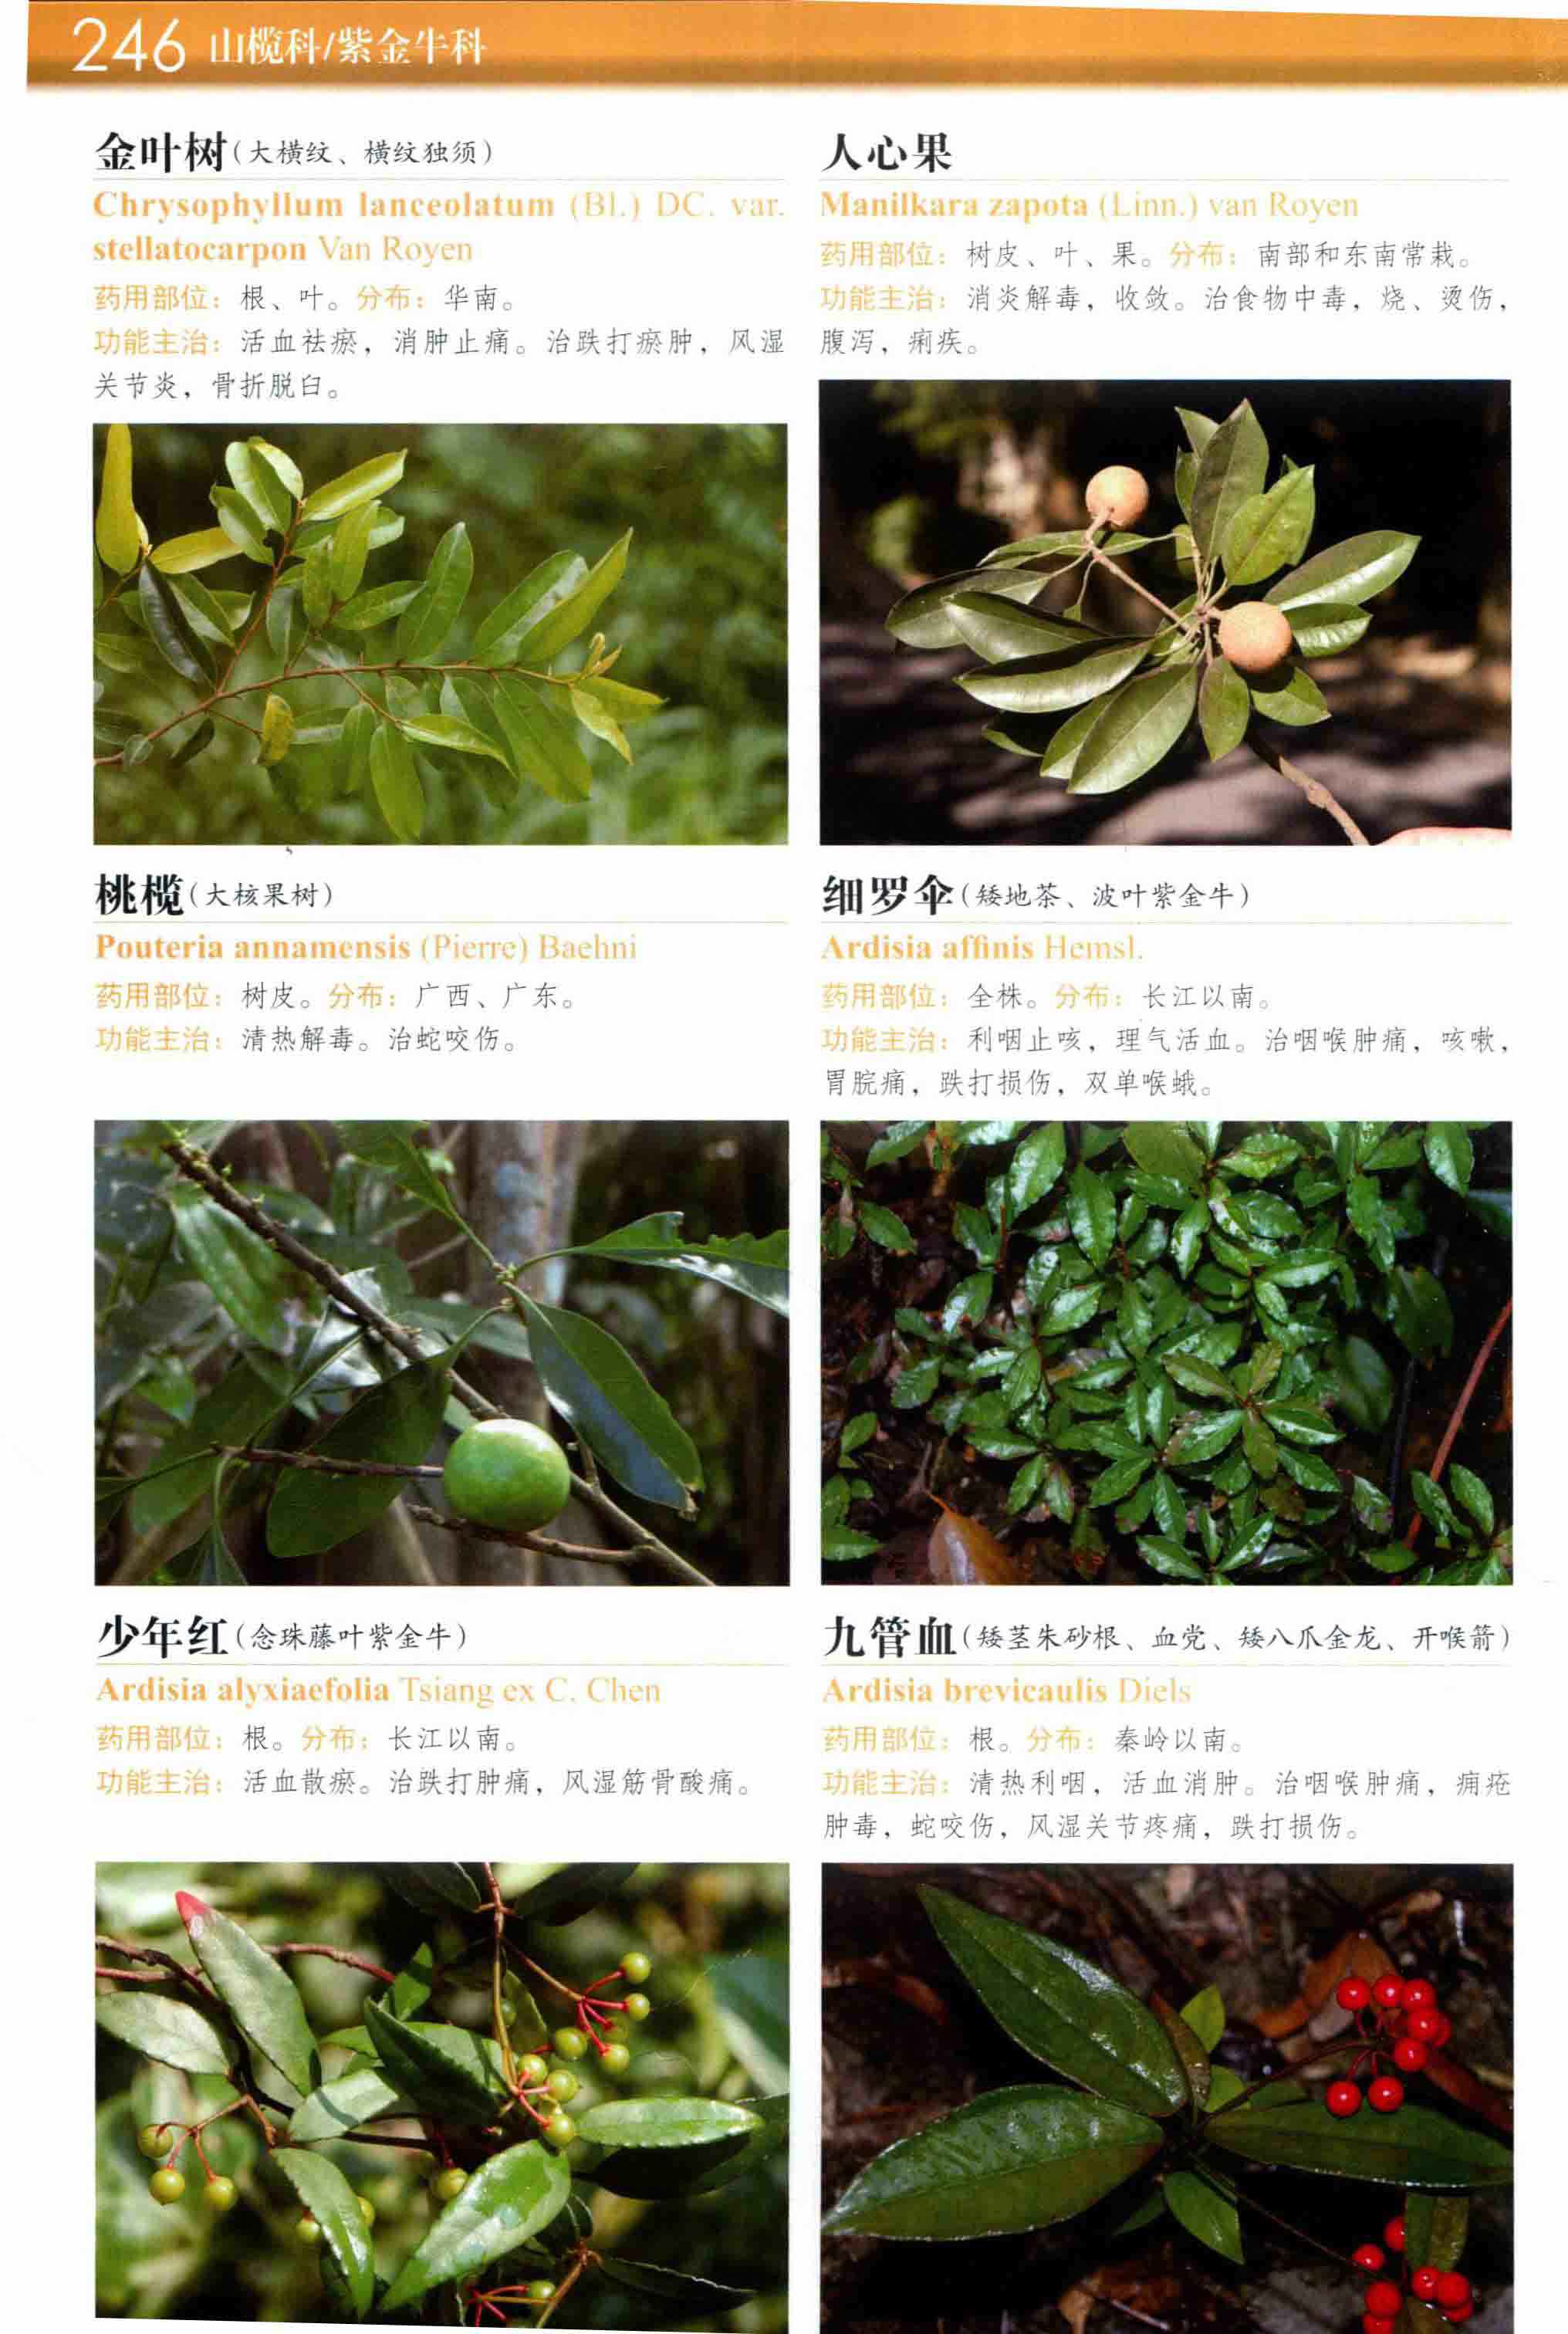 246 山榄科/紫金牛科
金叶树(大横纹、横纹独须)
Chrysophyllum lanceolatum (Bl.) DC. var.
stellatocarpon Van Royen
药用部位：根、叶。分布：华南。
功能主治：活血祛瘀，消肿止痛。治跌打瘀肿，风湿
关节炎，骨折脱臼。
人心果
Manilkara zapota (Linn.) van Royen
药用部位：树皮、叶、果。分布：南部和东南常栽。
功能主治：消炎解毒，收敛。治食物中毒，烧、烫伤，
腹泻，痢疾。
桃榄(大核果树)
Pouteria annamensis (Pierre) Baehni
药用部位：树皮。分布：广西、广东。
功能主治：清热解毒。治蛇咬伤。
细罗伞(矮地茶、波叶紫金牛)
Ardisia affinis Hemsl.
药用部位：全株。分布：长江以南。
功能主治：利咽止咳，理气活血。治咽喉肿痛，咳嗽，
胃脘痛，跌打损伤，双单喉蛾。
少年红(念珠藤叶紫金牛)
Ardisia alyxiaefolia Tsiang ex C. Chen
药用部位：根。分布：长江以南。
功能主治：活血散瘀。治跌打肿痛，风湿筋骨酸痛。
九管血(矮茎朱砂根、血党、矮八爪金龙、开喉箭)
Ardisia brevicaulis Diels
药用部位：根。分布：秦岭以南。
功能主治：清热利咽，活血消肿。治咽喉肿痛，痈疮
肿毒，蛇咬伤，风湿关节疼痛，跌打损伤。